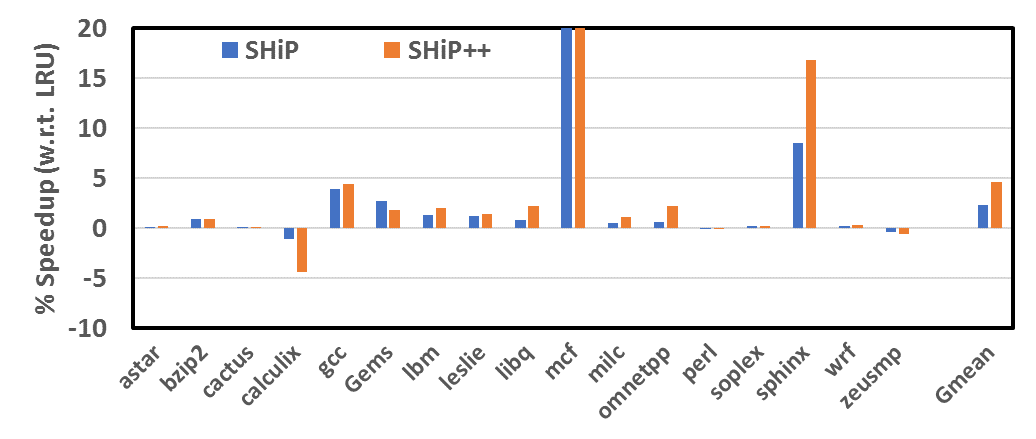 % Speedup (w.r.t. LRU)
SHiP
SHiP++
20
15
10
5
0
-5
-10
astar
bzip2
cactus
calculix
gcc
Gems
lbm
leslie
libq
mcf
milc
omnetpp
perl
soplex
sphinx
wrf
zeusmp
Gmean